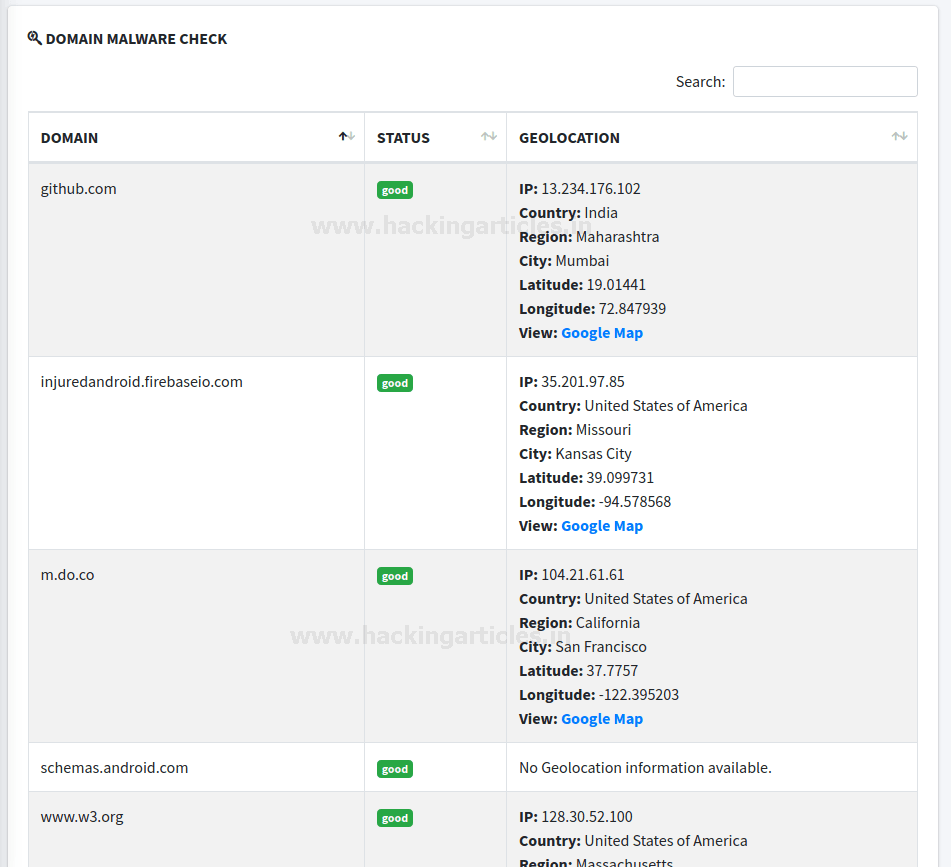 DOMAIN MALWARE CHECK
Search:
DOMAIN STATUS GEOLOCATION
github.com good IP: 13.234.176.102
Country: India
www.hackingarticles.in
Region: Maharashtra
City: Mumbai
Latitude: 19.01441
Longitude: 72.847939
View: Google Map
injuredandroid.firebaseio.com good IP: 35.201.97.85
Country: United States of America
Region: Missouri
City: Kansas City
Latitude: 39.099731
Longitude: -94.578568
View: Google Map
m.do.co good IP: 104.21.61.61
Country: United States of America
Region: California
www.hackingarticles.in
City: San Francisco
Latitude: 37.7757
Longitude: -122.395203
View: Google Map
schemas.android.com good No Geolocation information available.
www.w3.org good IP: 128.30.52.100
Country: United States of America
Region: Massachusetts